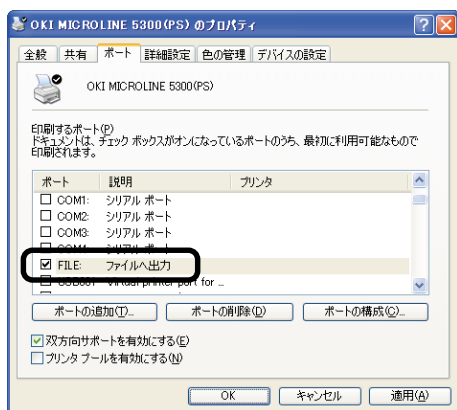 OKI MICROLINE 5300(PS) のプロパティ
全般 共有 ポート 詳細設定 色の管理 デバイスの設定
OKI MICROLINE 5300(PS)
印刷するポート(P)
ドキュメントは、チェック ボックスがオンになっているポートのうち、最初に利用可能なもので
印刷されます。
ポート 説明 プリンタ
COM1: シリアル ポート
COM2: シリアル ポート
COM3: シリアル ポート
COM4: シリアル ポート
FILE: ファイルへ出力
USB001 Virtual printer port for ...
ポートの追加(T)... ポートの削除(D) ポートの構成(C)...
双方向サポートを有効にする(E)
プリンタ プールを有効にする(N)
OK キャンセル 適用(A)